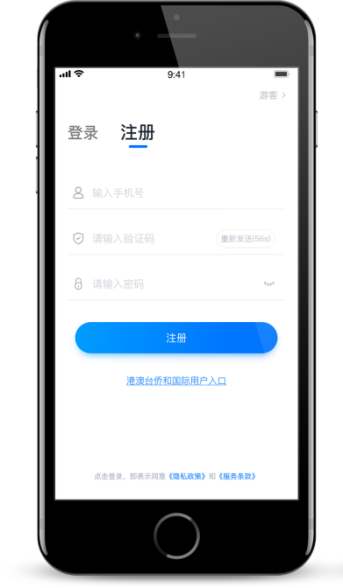 9:41
游客 >
登录 注册
输入手机号
请输入验证码 重新发送(56s)
请输入密码
注册
港澳台侨和国际用户入口
点击登录，即表示同意《隐私政策》和《服务条款》